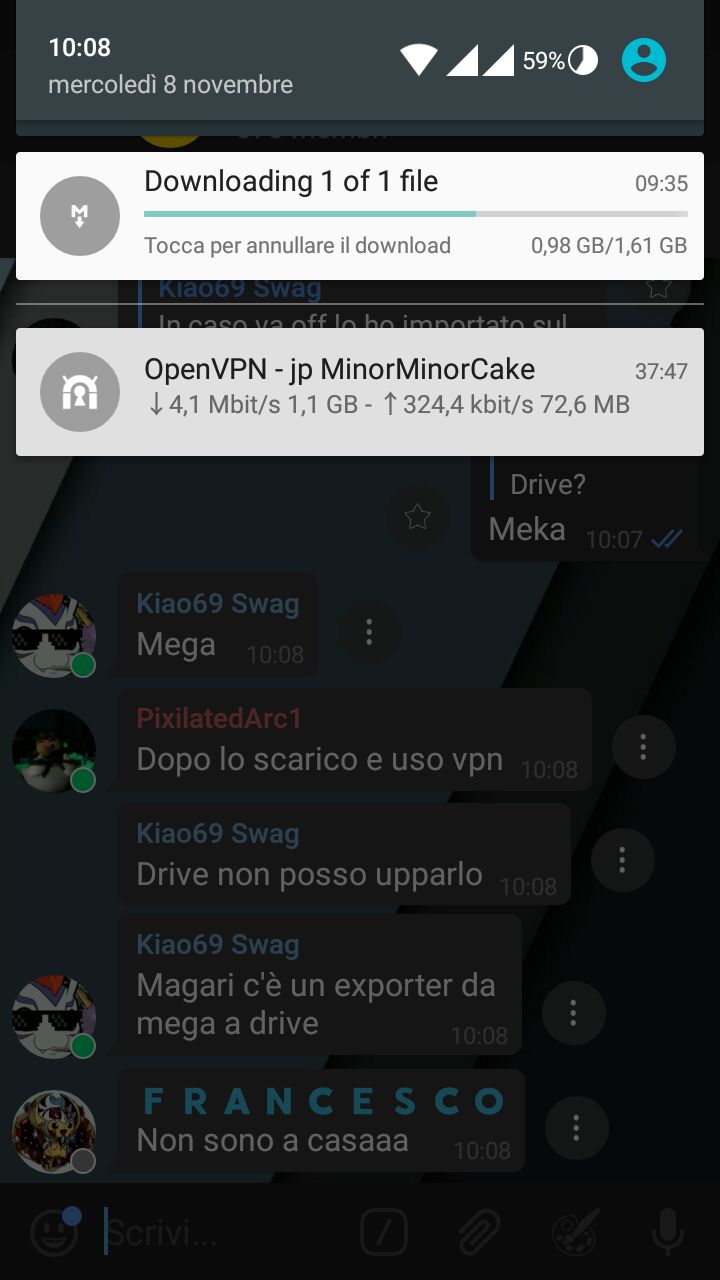 10:08
59%
mercoledì 8 novembre
Downloading 1 of 1 file 09:35
Tocca per annullare il download 0,98 GB/1,61 GB
Kiao69 Swag
In caso va off lo ho importato sul
OpenVPN - jp MinorMinorCake 37:47
↓4,1 Mbit/s 1,1 GB - ↑324,4 kbit/s 72,6 MB
Drive?
Meka 10:07
Kiao69 Swag
Mega 10:08
PixilatedArc1
Dopo lo scarico e uso vpn 10:08
Kiao69 Swag
Drive non posso upparlo 10:08
Kiao69 Swag
Magari c'è un exporter da
mega a drive 10:08
F R A N C E S C O
Non sono a casaaa 10:08
Scrivi...